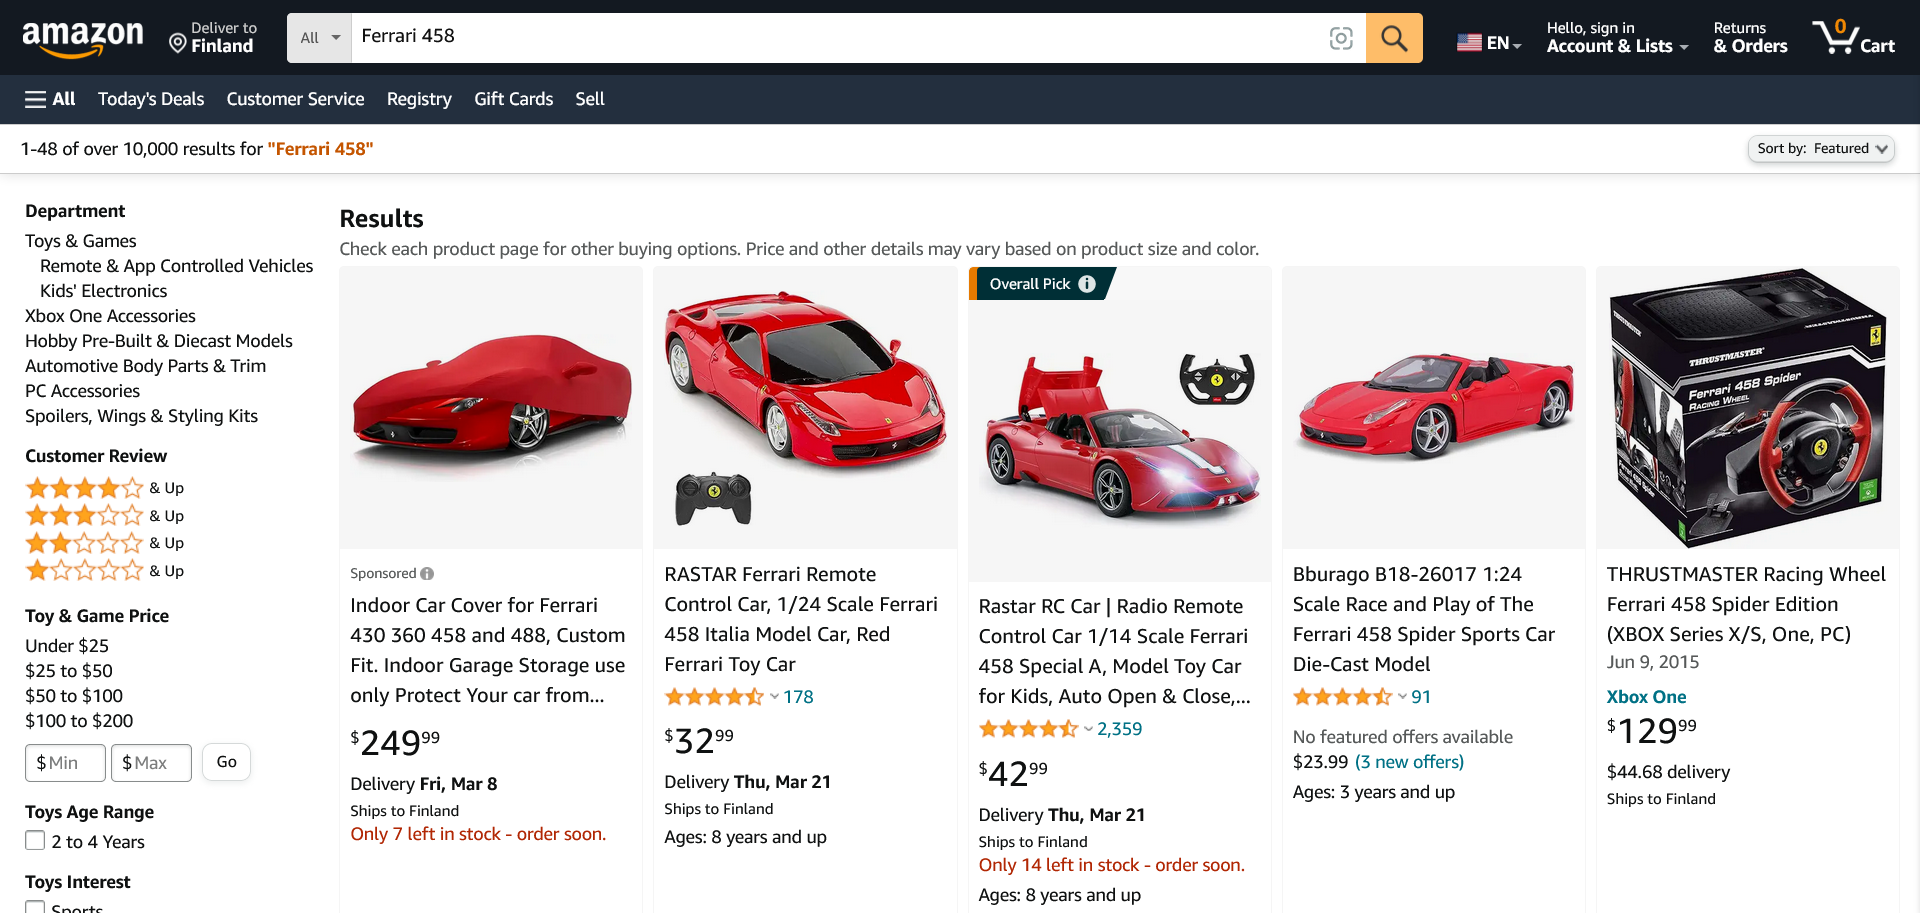 amazon
Deliver to
Finland
All
Ferrari 458
EN
Hello, sign in
Account & Lists
Returns
& Orders
0
Cart
All
Today's Deals
Customer Service
Registry
Gift Cards
Sell
1-48 of over 10,000 results for "Ferrari 458"
Sort by: Featured
Department
Toys & Games
Remote & App Controlled Vehicles
Kids' Electronics
Xbox One Accessories
Hobby Pre-Built & Diecast Models
Automotive Body Parts & Trim
PC Accessories
Spoilers, Wings & Styling Kits
Customer Review
& Up
& Up
& Up
& Up
Toy & Game Price
Under $25
$25 to $50
$50 to $100
$100 to $200
$ Min
$ Max
Go
Toys Age Range
2 to 4 Years
Toys Interest
Sports
Results
Check each product page for other buying options. Price and other details may vary based on product size and color.
Sponsored
Indoor Car Cover for Ferrari
430 360 458 and 488, Custom
Fit. Indoor Garage Storage use
only Protect Your car from...
$249.99
Delivery Fri, Mar 8
Ships to Finland
Only 7 left in stock - order soon.
RASTAR Ferrari Remote
Control Car, 1/24 Scale Ferrari
458 Italia Model Car, Red
Ferrari Toy Car
178
$32.99
Delivery Thu, Mar 21
Ships to Finland
Ages: 8 years and up
Overall Pick
Rastar RC Car | Radio Remote
Control Car 1/14 Scale Ferrari
458 Special A, Model Toy Car
for Kids, Auto Open & Close,...
2,359
$42.99
Delivery Thu, Mar 21
Ships to Finland
Only 14 left in stock - order soon.
Ages: 8 years and up
Bburago B18-26017 1:24
Scale Race and Play of The
Ferrari 458 Spider Sports Car
Die-Cast Model
91
No featured offers available
$23.99 (3 new offers)
Ages: 3 years and up
THRUSTMASTER
THRUSTMASTER
Ferrari 458 Spider
RACING WHEEL
Ferrari 458 Spider
THRUSTMASTER Racing Wheel
Ferrari 458 Spider Edition
(XBOX Series X/S, One, PC)
Jun 9, 2015
Xbox One
$129.99
$44.68 delivery
Ships to Finland